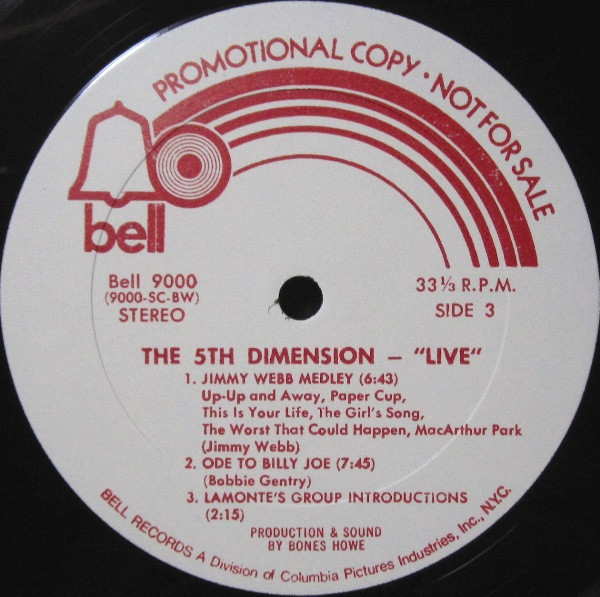 PROMOTIONAL COPY · NOT FOR SALE
bell
Bell 9000
(9000-SC-BW)
STEREO
33 1/3 R.P.M.
SIDE 3
THE 5TH DIMENSION – "LIVE"
1. JIMMY WEBB MEDLEY (6:43)
Up-Up and Away, Paper Cup,
This Is Your Life, The Girl's Song,
The Worst That Could Happen, MacArthur Park
(Jimmy Webb)
2. ODE TO BILLY JOE (7:45)
(Bobbie Gentry)
3. LAMONTE'S GROUP INTRODUCTIONS
(2:15)
PRODUCTION & SOUND
BY BONES HOWE
BELL RECORDS A Division of Columbia Pictures Industries, Inc., N.Y.C.